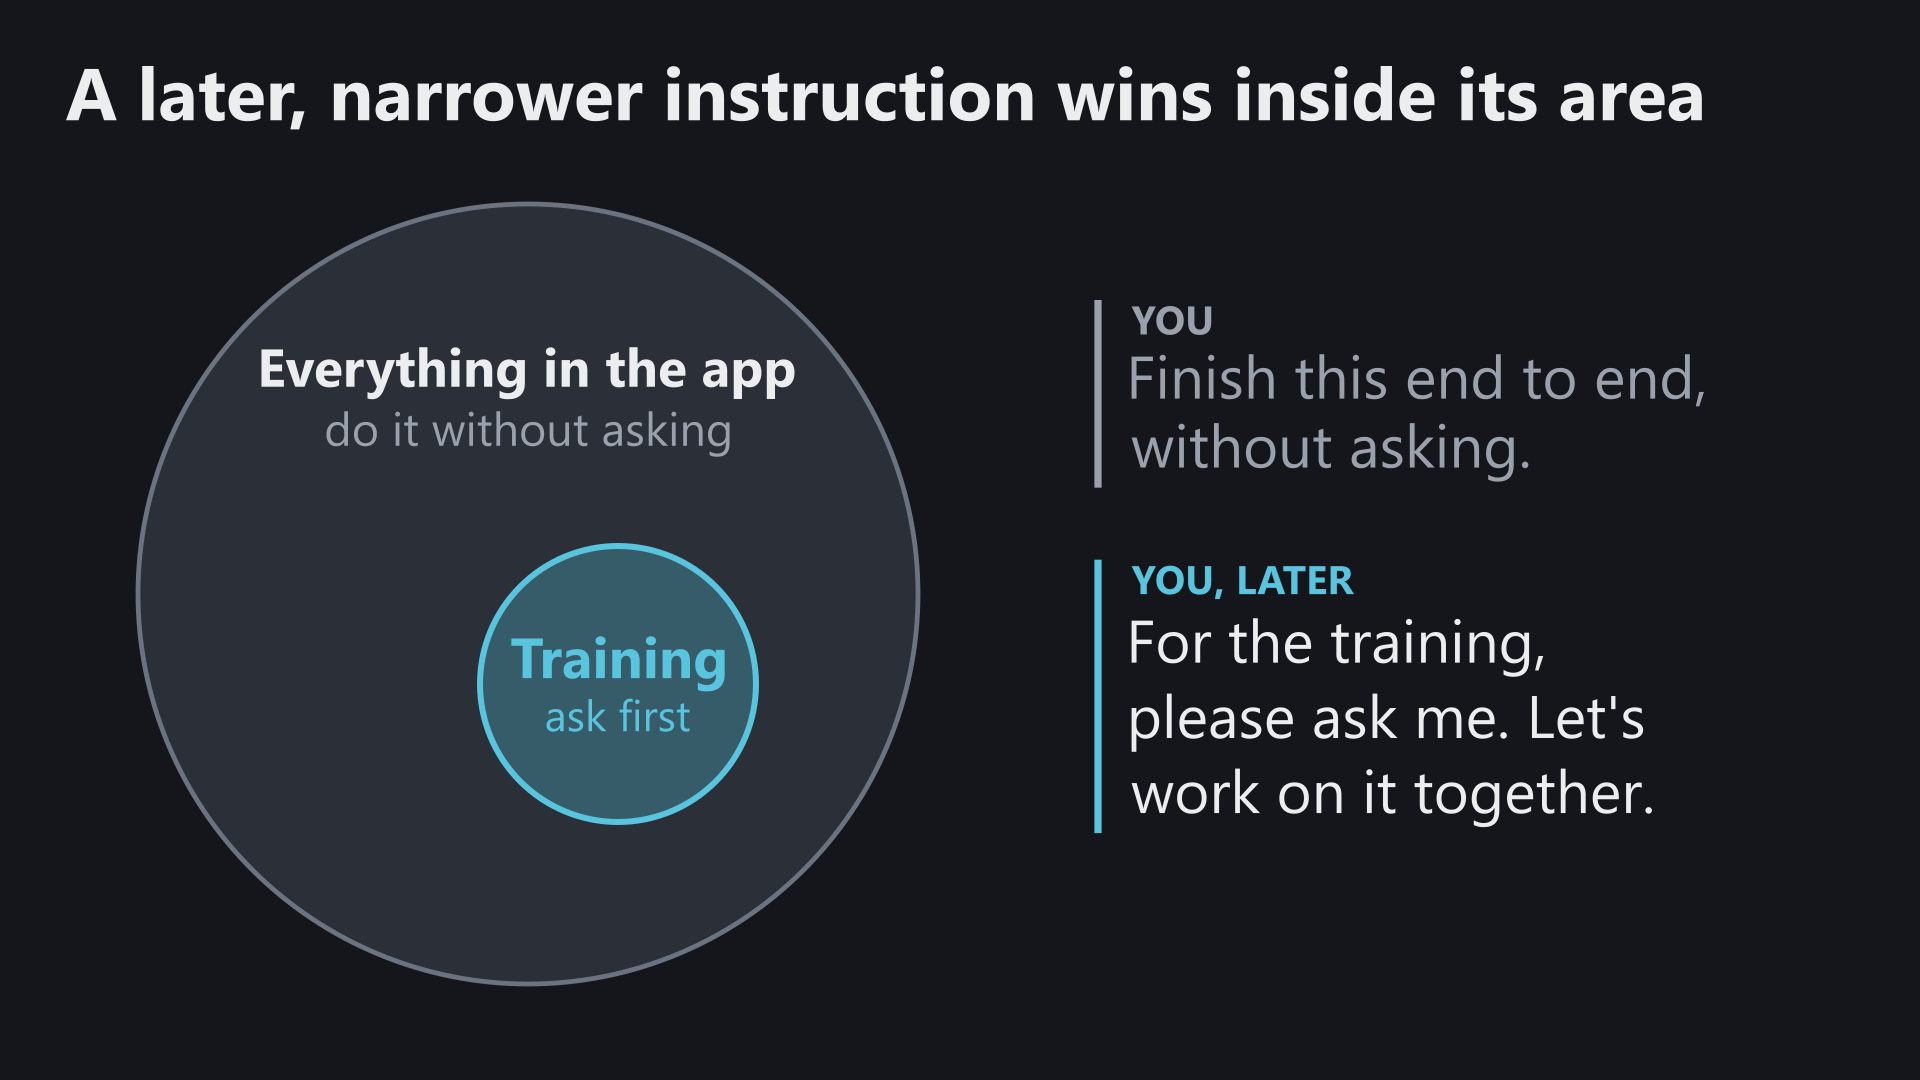 A later, narrower instruction wins inside its area
Everything in the app
do it without asking
Training
ask first
YOU
Finish this end to end,
without asking.
YOU, LATER
For the training,
please ask me. Let's
work on it together.